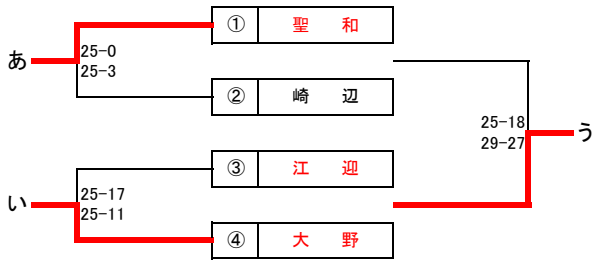 ① 聖 和
あ 25-0
25-3
② 崎 辺
25-18
29-27 う
③ 江 迎
い 25-17
25-11
④ 大 野